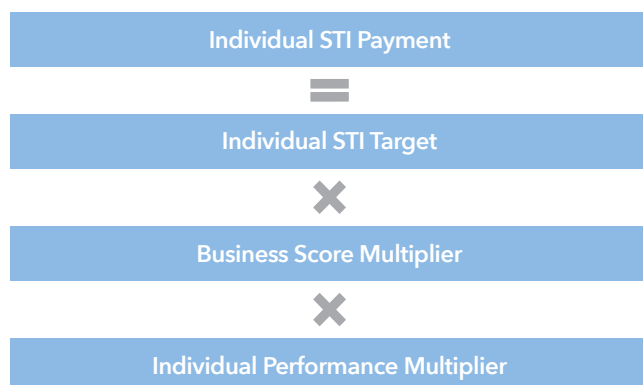 Individual STI Payment
=
Individual STI Target
×
Business Score Multiplier
×
Individual Performance Multiplier